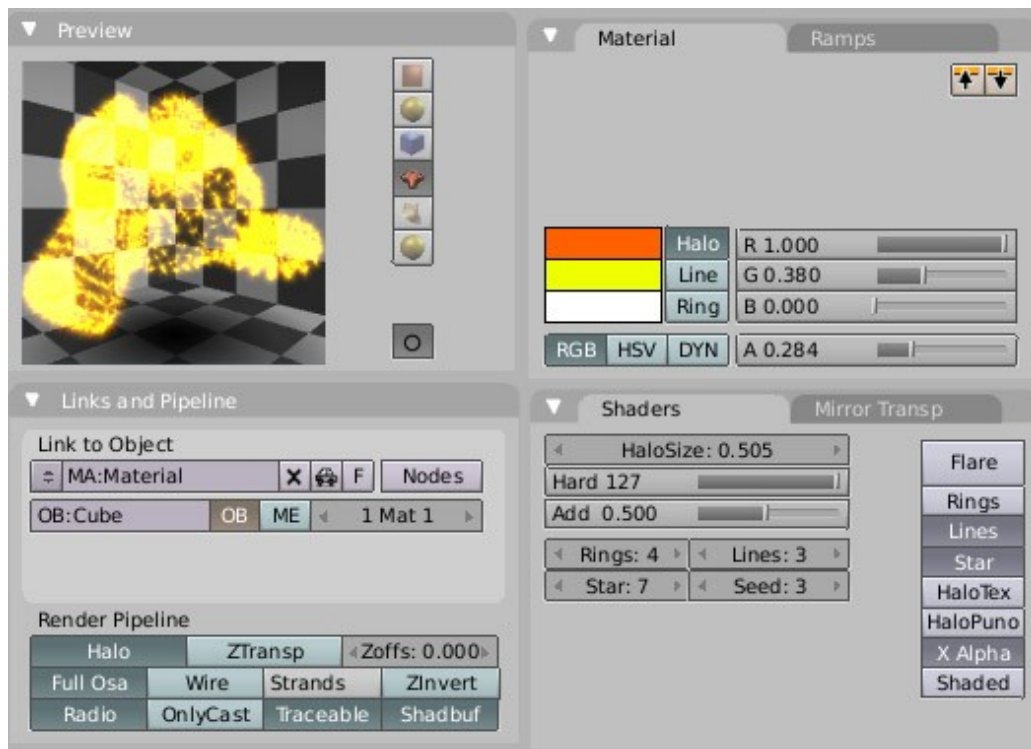 Preview
Material Ramps
Halo R 1.000
Line G 0.380
Ring B 0.000
RGB HSV DYN A 0.284
Links and Pipeline
Link to Object
MA:Material X F Nodes
OB:Cube OB ME 1 Mat 1
Render Pipeline
Halo ZTransp Zoffs: 0.000
Full Osa Wire Strands ZInvert
Radio OnlyCast Traceable Shadbuf
Shaders Mirror Transp
HaloSize: 0.505
Hard 127
Add 0.500
Rings: 4 Lines: 3
Star: 7 Seed: 3
Flare
Rings
Lines
Star
HaloTex
HaloPuno
X Alpha
Shaded